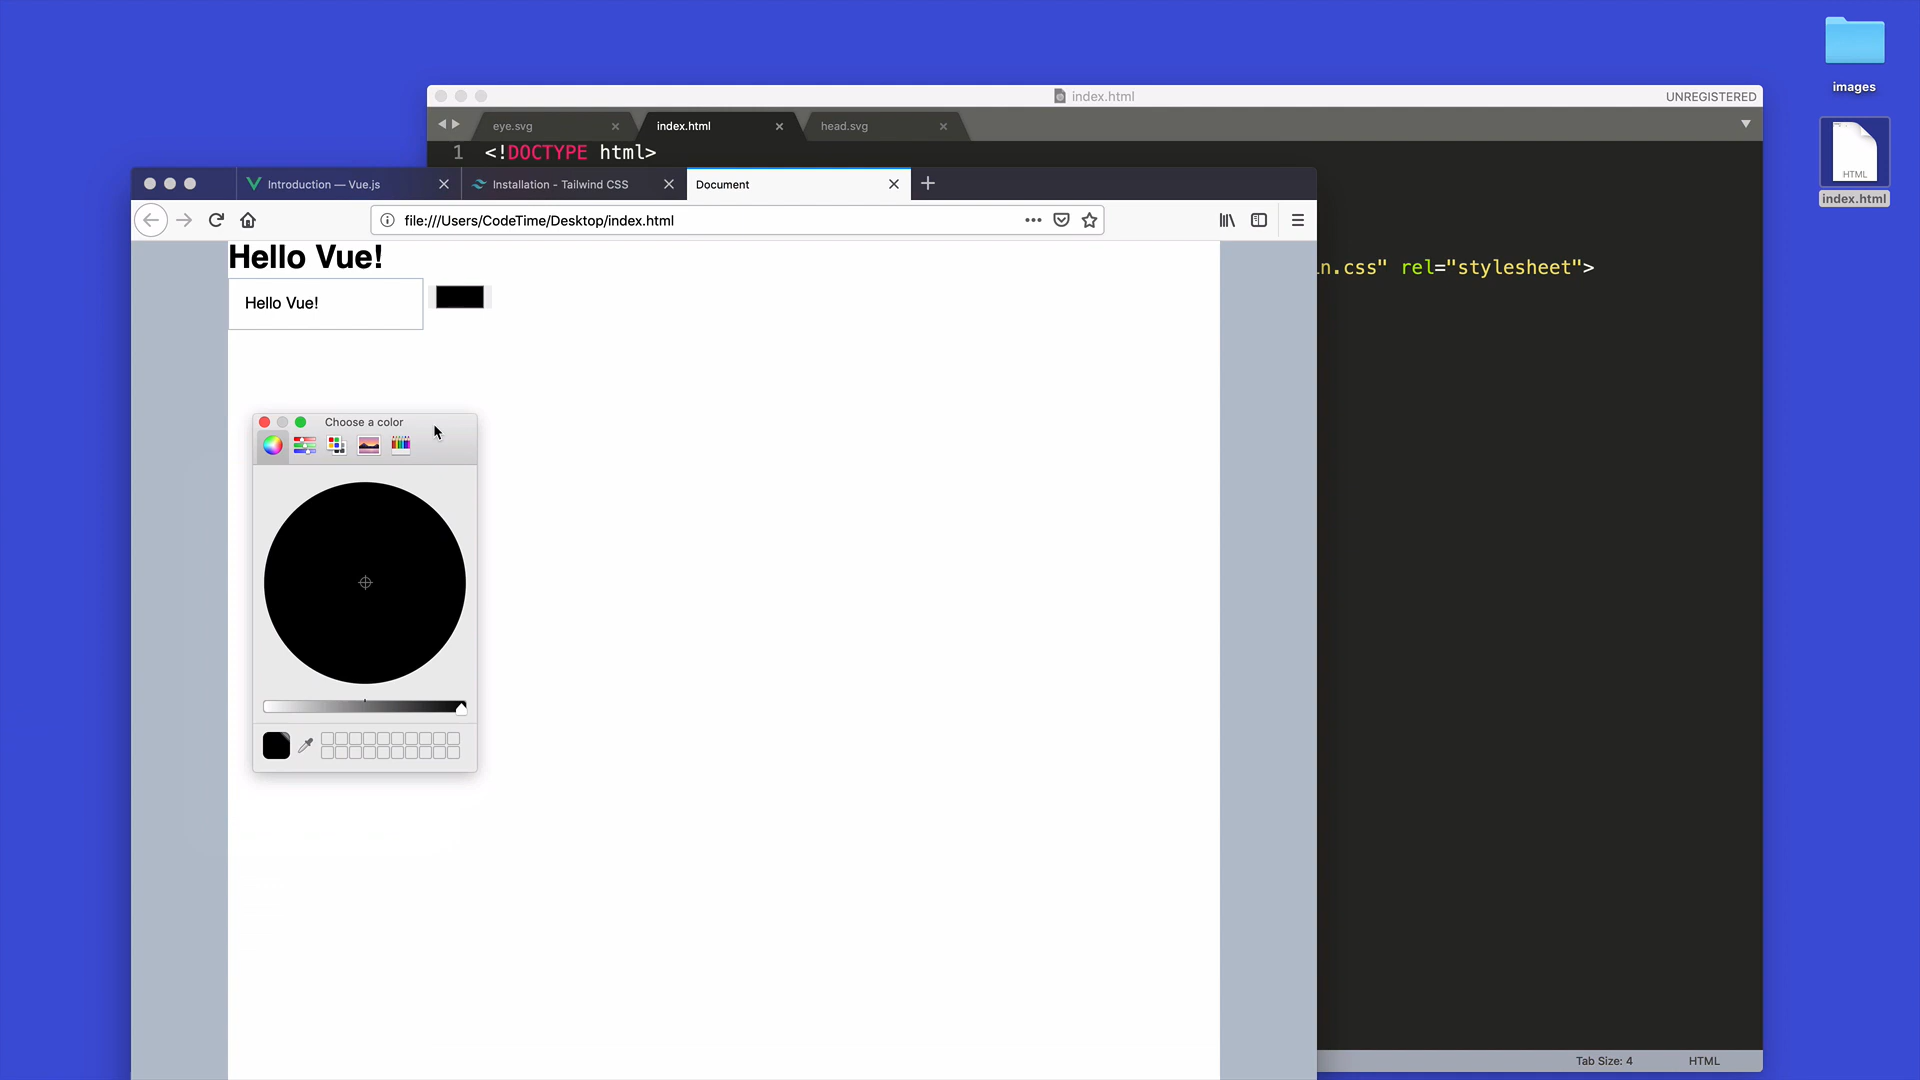 images
index.html
UNREGISTERED
eye.svg
index.html
head.svg
1 <!DOCTYPE html>
Introduction — Vue.js
Installation - Tailwind CSS
Document
file:///Users/CodeTime/Desktop/index.html
Hello Vue!
n.css" rel="stylesheet">
Hello Vue!
Choose a color
HTML
index.html
Tab Size: 4
HTML